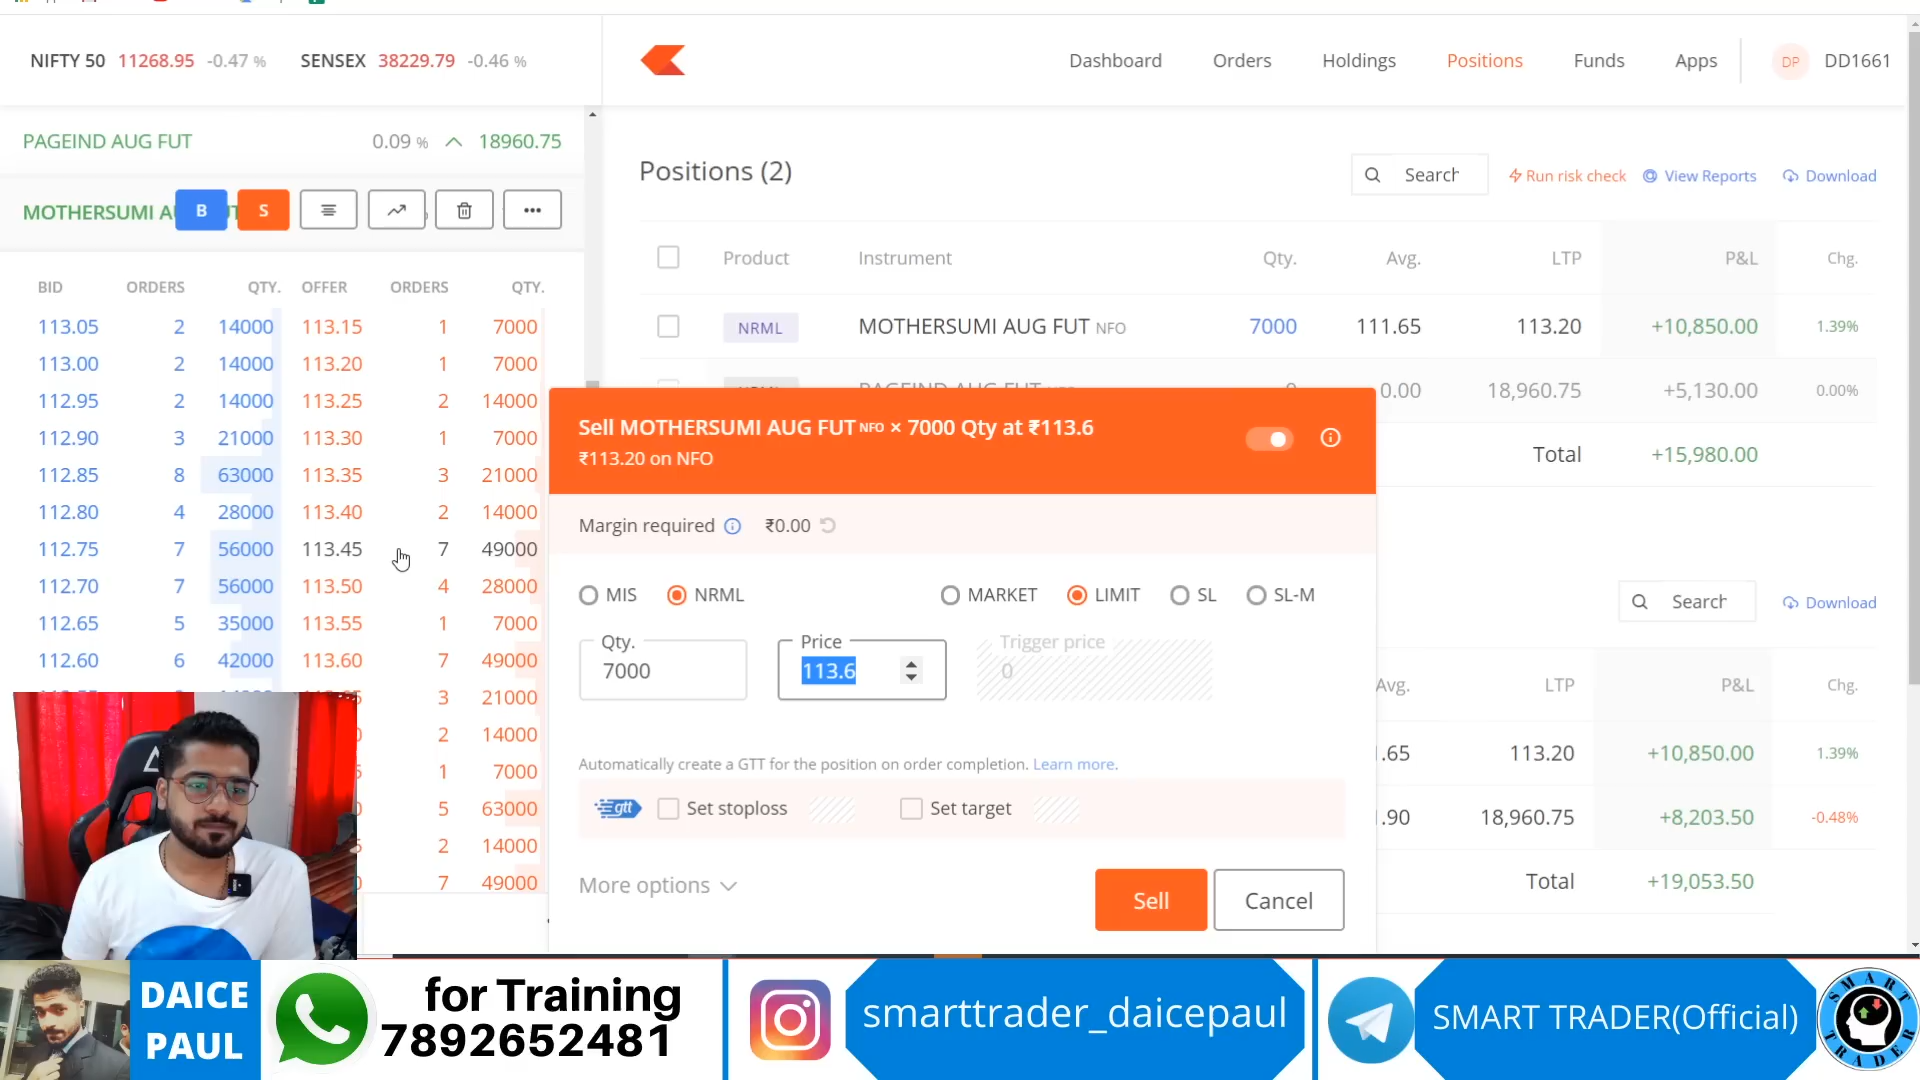 NIFTY 50 11268.95 -0.47 % SENSEX 38229.79 -0.46 %
Dashboard Orders Holdings Positions Funds Apps DP DD1661
PAGEIND AUG FUT 0.09 % 18960.75
MOTHERSUMI B S
BID ORDERS QTY. OFFER ORDERS QTY.
113.05 2 14000 113.15 1 7000
113.00 2 14000 113.20 1 7000
112.95 2 14000 113.25 2 14000
112.90 3 21000 113.30 1 7000
112.85 8 63000 113.35 3 21000
112.80 4 28000 113.40 2 14000
112.75 7 56000 113.45 7 49000
112.70 7 56000 113.50 4 28000
112.65 5 35000 113.55 1 7000
112.60 6 42000 113.60 7 49000
3 21000
2 14000
1 7000
5 63000
2 14000
7 49000
Positions (2) Search Run risk check View Reports Download
Product Instrument Qty. Avg. LTP P&L Chg.
NRML MOTHERSUMI AUG FUT NFO 7000 111.65 113.20 +10,850.00 1.39%
PAGEIND AUG FUT 0 0.00 18,960.75 +5,130.00 0.00%
Total +15,980.00
Sell MOTHERSUMI AUG FUT NFO × 7000 Qty at ₹113.6
₹113.20 on NFO
Margin required ₹0.00
MIS NRML MARKET LIMIT SL SL-M
Qty. Price Trigger price
7000 113.6 0
Automatically create a GTT for the position on order completion. Learn more.
gtt Set stoploss Set target
More options Sell Cancel
Search Download
Avg. LTP P&L Chg.
.65 113.20 +10,850.00 1.39%
.90 18,960.75 +8,203.50 -0.48%
Total +19,053.50
DAICE
PAUL
for Training
7892652481
smarttrader_daicepaul
SMART TRADER(Official)
SMART
TRADER